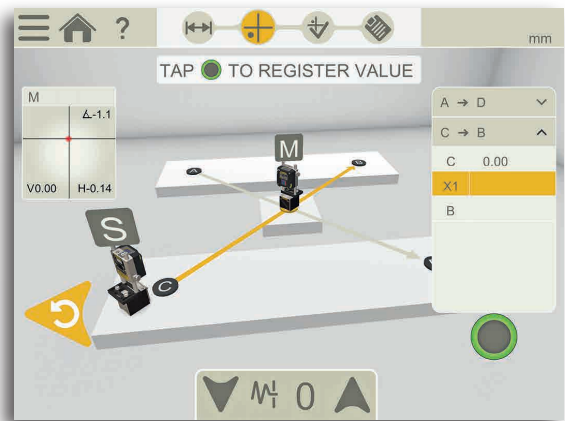 ?
mm
TAP TO REGISTER VALUE
M
∡-1.1
V0.00 H-0.14
A → D
C → B
C 0.00
X1
B
A
B
M
S
C
0